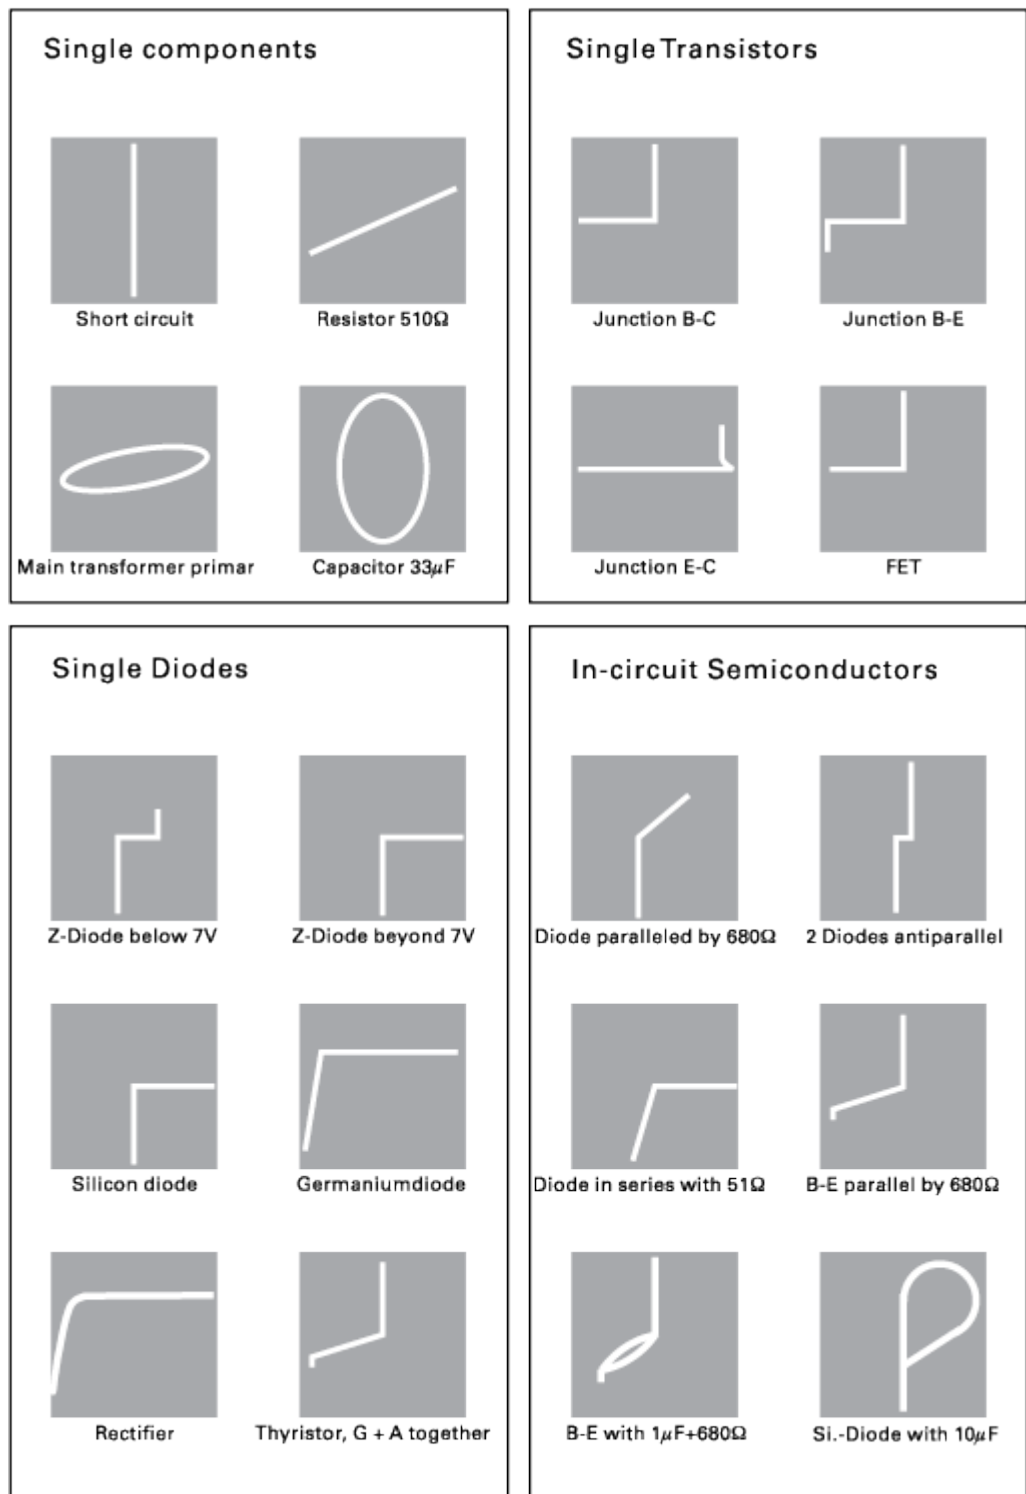 Single components
Short circuit
Resistor 510Ω
Main transformer primar
Capacitor 33μF
Single Transistors
Junction B-C
Junction B-E
Junction E-C
FET
Single Diodes
Z-Diode below 7V
Z-Diode beyond 7V
Silicon diode
Germaniumdiode
Rectifier
Thyristor, G + A together
In-circuit Semiconductors
Diode paralleled by 680Ω
2 Diodes antiparallel
Diode in series with 51Ω
B-E parallel by 680Ω
B-E with 1μF+680Ω
Si.-Diode with 10μF